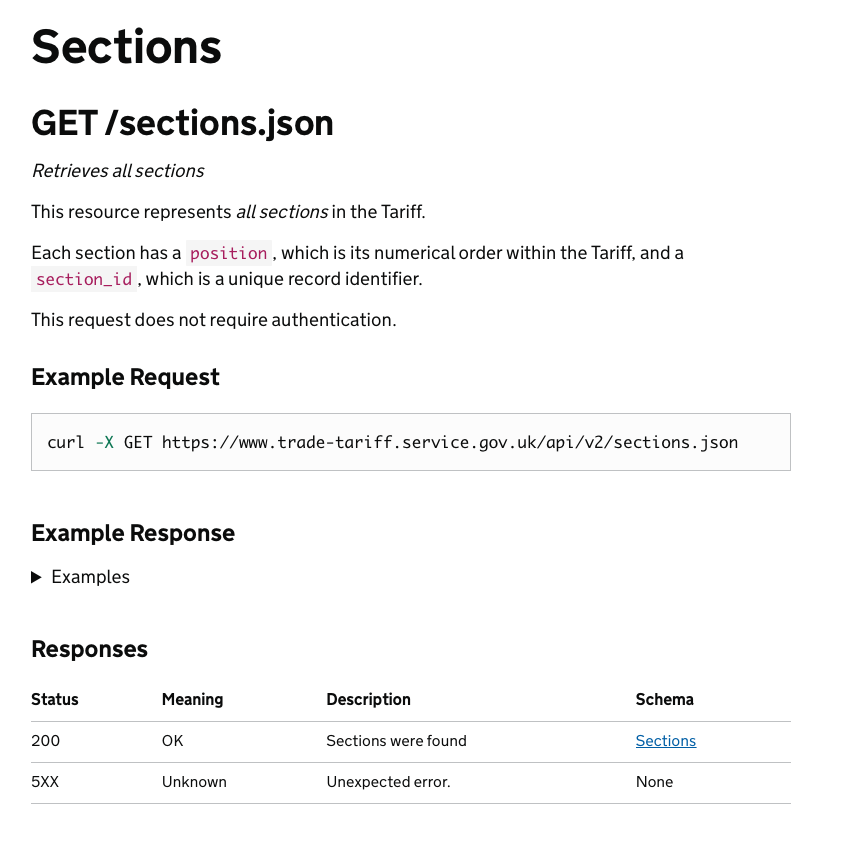 Sections
GET /sections.json
Retrieves all sections
This resource represents all sections in the Tariff.
Each section has a position, which is its numerical order within the Tariff, and a
section_id, which is a unique record identifier.
This request does not require authentication.
Example Request
curl -X GET https://www.trade-tariff.service.gov.uk/api/v2/sections.json
Example Response
Examples
Responses
Status Meaning Description Schema
200 OK Sections were found Sections
5XX Unknown Unexpected error. None